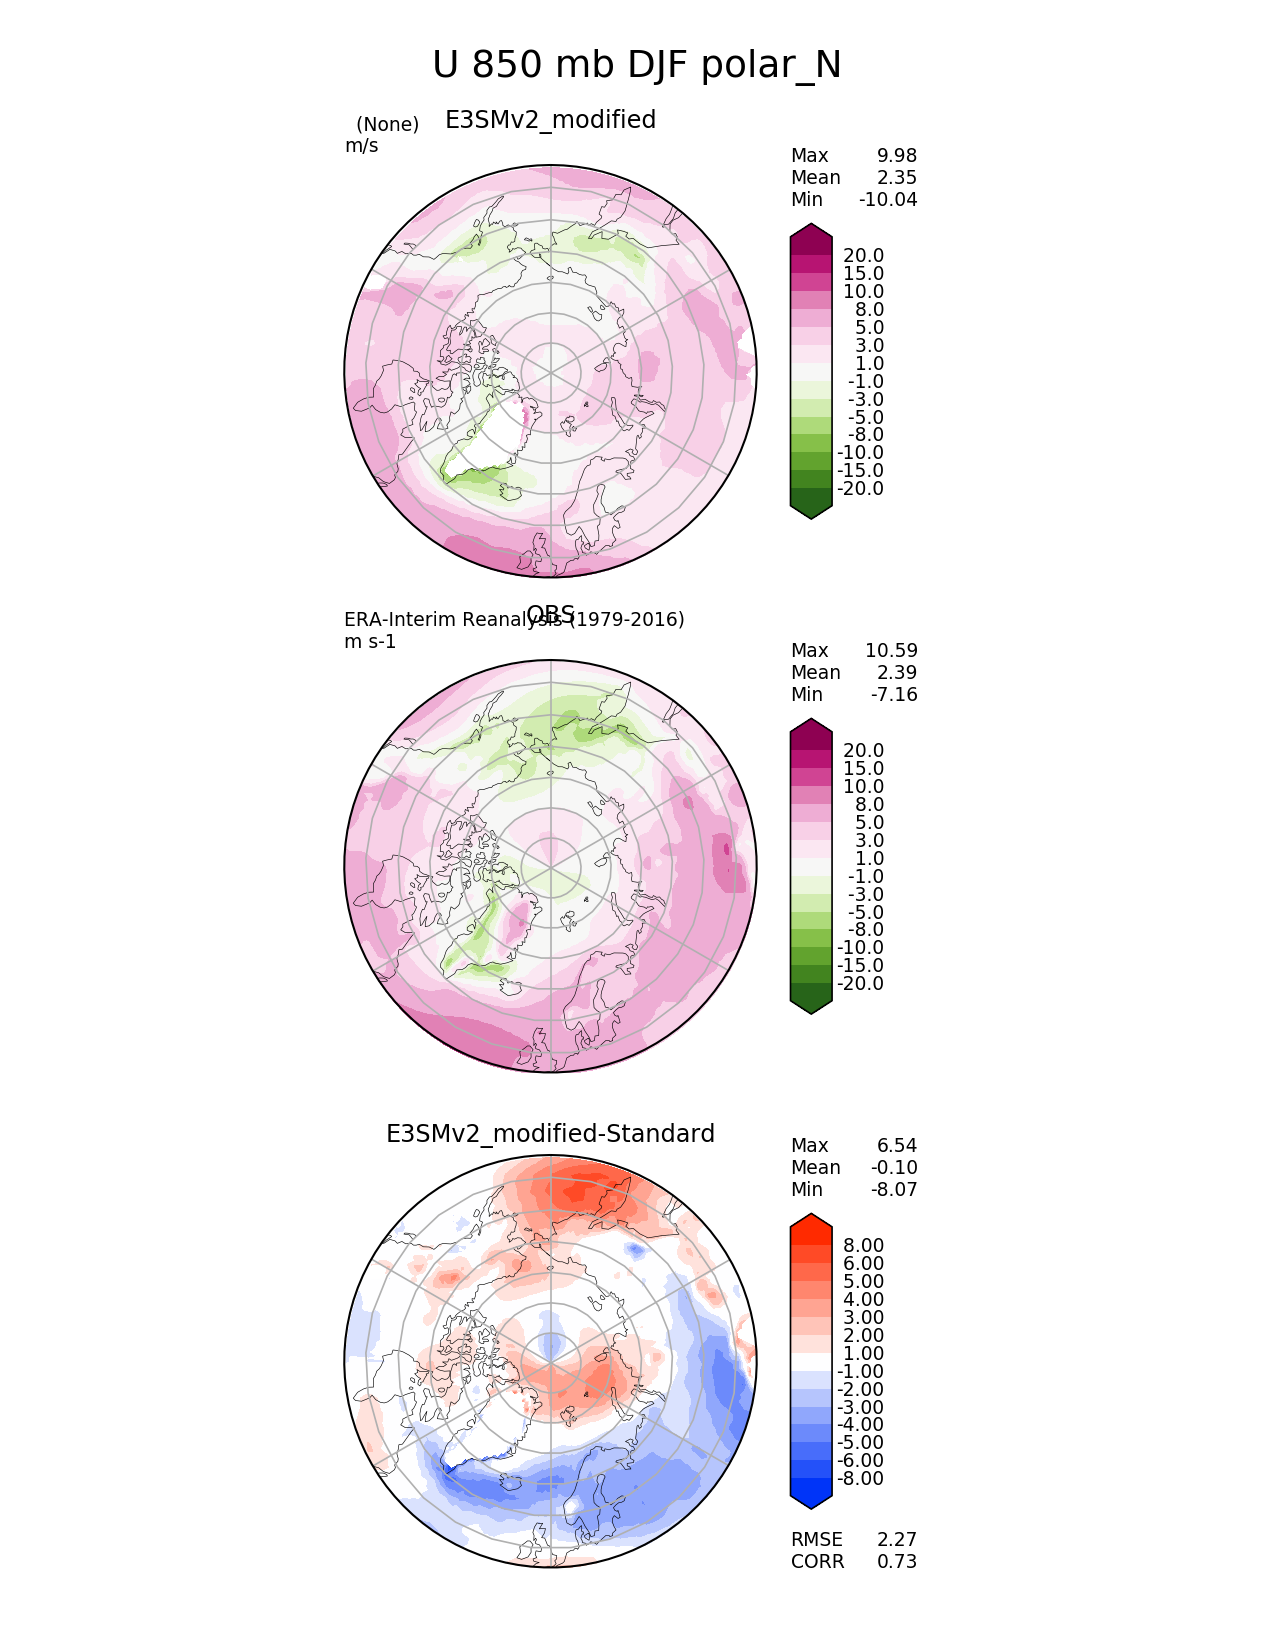 U 850 mb DJF polar_N
(None)
E3SMv2_modified
m/s
Max 9.98
Mean 2.35
Min -10.04
20.0
15.0
10.0
8.0
5.0
3.0
1.0
-1.0
-3.0
-5.0
-8.0
-10.0
-15.0
-20.0
OBS
ERA-Interim Reanalysis (1979-2016)
m s-1
Max 10.59
Mean 2.39
Min -7.16
20.0
15.0
10.0
8.0
5.0
3.0
1.0
-1.0
-3.0
-5.0
-8.0
-10.0
-15.0
-20.0
E3SMv2_modified-Standard
Max 6.54
Mean -0.10
Min -8.07
8.00
6.00
5.00
4.00
3.00
2.00
1.00
-1.00
-2.00
-3.00
-4.00
-5.00
-6.00
-8.00
RMSE 2.27
CORR 0.73